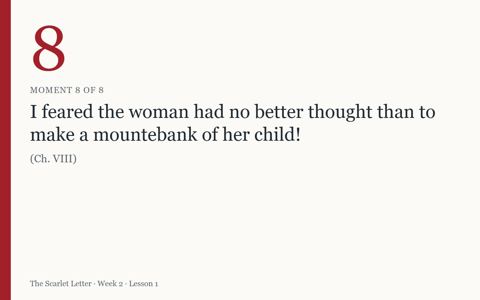 8
MOMENT 8 OF 8
I feared the woman had no better thought than to
make a mountebank of her child!
(Ch. VIII)
The Scarlet Letter · Week 2 · Lesson 1